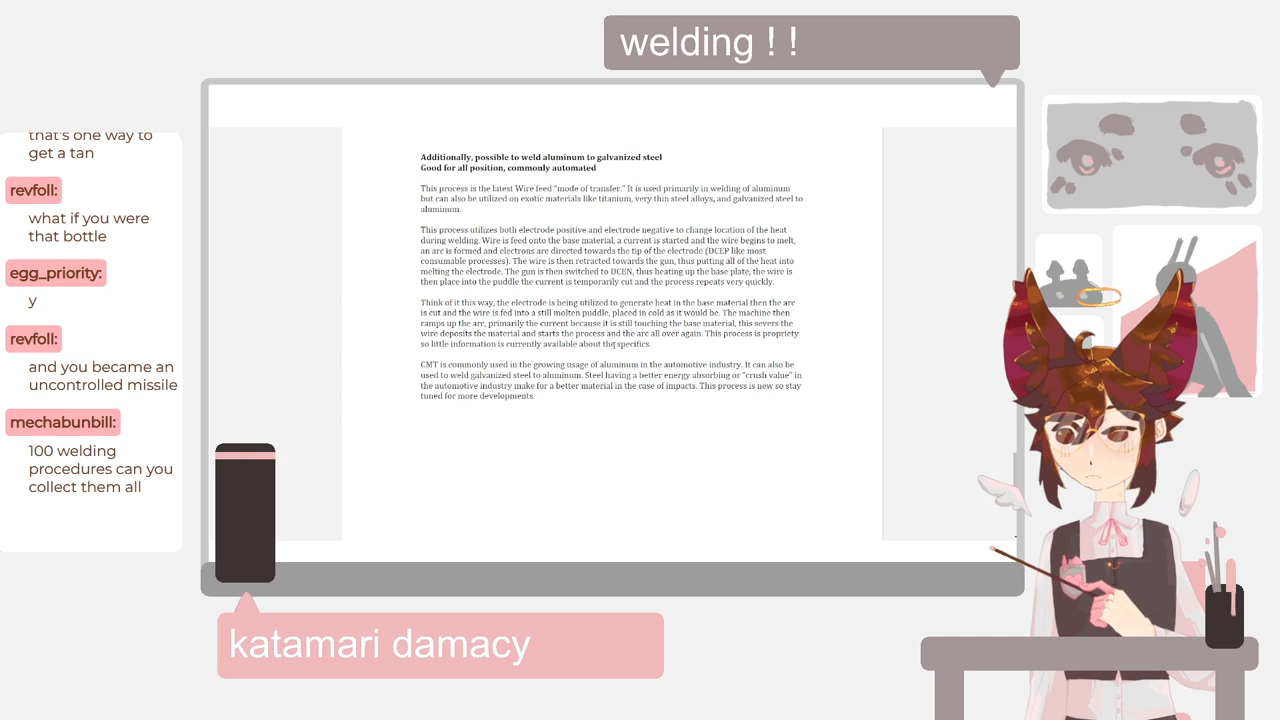 welding ! !
that's one way to
get a tan
revfoll:
what if you were
that bottle
egg_priority:
y
revfoll:
and you became an
uncontrolled missile
mechabunbill:
100 welding
procedures can you
collect them all
Additionally, possible to weld aluminum to galvanized steel
Good for all position, commonly automated
This process is the latest Wire feed "mode of transfer." It is used primarily in welding of aluminum
but can also be utilized on exotic materials like titanium, very thin steel alloys, and galvanized steel to
aluminum.
This process utilizes both electrode positive and electrode negative to change location of the heat
during welding. Wire is feed onto the base material, a current is started and the wire begins to melt,
an arc is formed and electrons are directed towards the tip of the electrode (DCEP like most
consumable processes). The wire is then retracted towards the gun, thus putting all of the heat into
melting the electrode. The gun is then switched to DCEN, thus heating up the base plate, the wire is
then place into the puddle the current is temporarily cut and the process repeats very quickly.
Think of it this way, the electrode is being utilized to generate heat in the base material then the arc
is cut and the wire is fed into a still molten puddle, placed in cold as it would be. The machine then
ramps up the arc, primarily the current because it is still touching the base material, this severs the
wire deposits the material and starts the process and the arc all over again. This process is propriety
so little information is currently available about the specifics.
CMT is commonly used in the growing usage of aluminum in the automotive industry. It can also be
used to weld galvanized steel to aluminum. Steel having a better energy absorbing or "crush value" in
the automotive industry make for a better material in the case of impacts. This process is new so stay
tuned for more developments.
katamari damacy